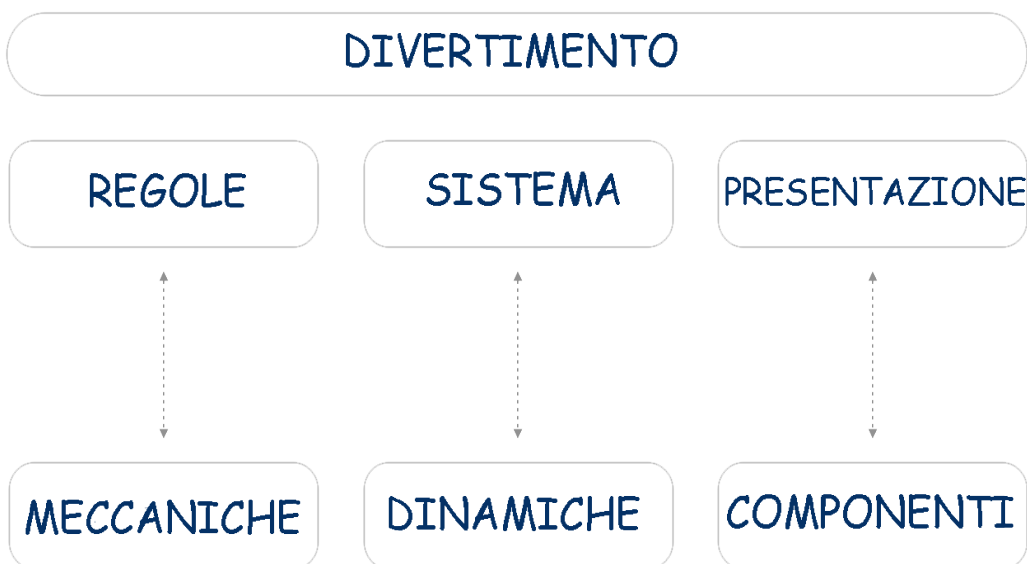 DIVERTIMENTO
REGOLE
SISTEMA
PRESENTAZIONE
MECCANICHE
DINAMICHE
COMPONENTI